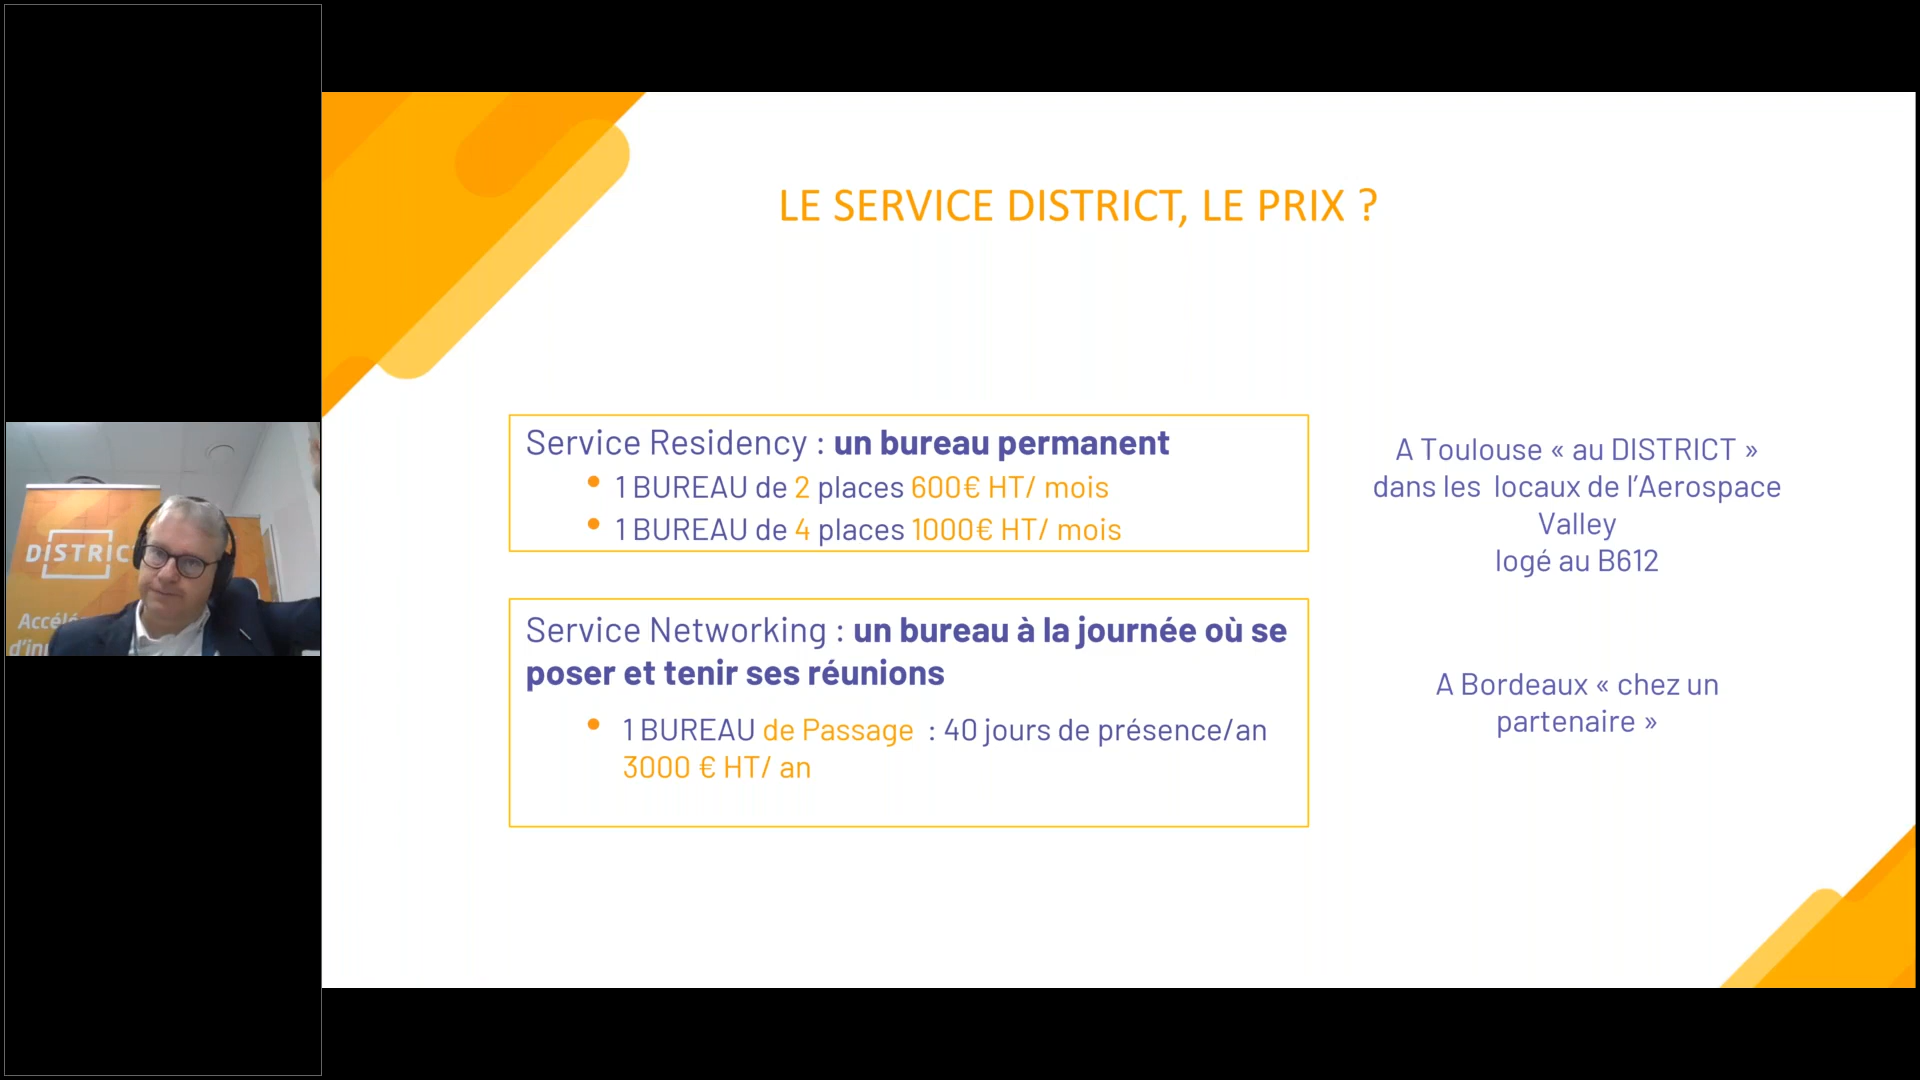 LE SERVICE DISTRICT, LE PRIX ?
Service Residency : un bureau permanent
• 1 BUREAU de 2 places 600€ HT/ mois
• 1 BUREAU de 4 places 1000€ HT/ mois
Service Networking : un bureau à la journée où se
poser et tenir ses réunions
• 1 BUREAU de Passage : 40 jours de présence/an
3000 € HT/ an
A Toulouse « au DISTRICT »
dans les locaux de l'Aerospace
Valley
logé au B612
A Bordeaux « chez un
partenaire »
DISTRIC